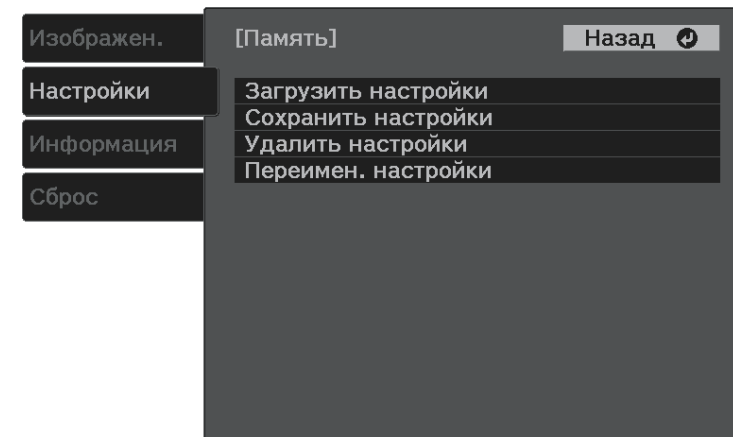 Изображен.
Настройки
Информация
Сброс
[Память]
Назад
Загрузить настройки
Сохранить настройки
Удалить настройки
Переимен. настройки